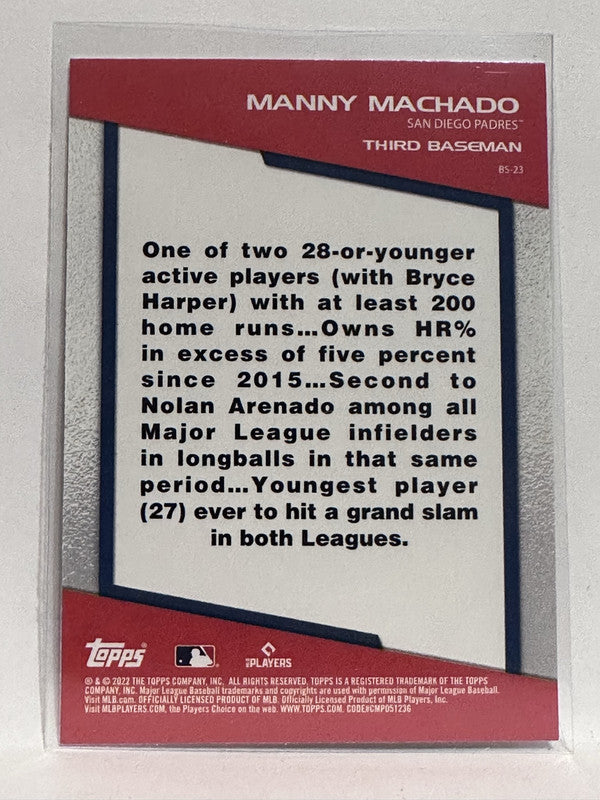 MANNY MACHADO
SAN DIEGO PADRES™
THIRD BASEMAN
BS-23
One of two 28-or-younger
active players (with Bryce
Harper) with at least 200
home runs...Owns HR%
in excess of five percent
since 2015...Second to
Nolan Arenado among all
Major League infielders
in longballs in that same
period...Youngest player
(27) ever to hit a grand slam
in both Leagues.
topps
PLAYERS
® & © 2022 THE TOPPS COMPANY, INC. ALL RIGHTS RESERVED. TOPPS IS A REGISTERED TRADEMARK OF THE TOPPS
COMPANY, INC. Major League Baseball trademarks and copyrights are used with permission of Major League Baseball.
Visit MLB.com. OFFICIALLY LICENSED PRODUCT OF MLB. Officially Licensed Product of MLB Players, Inc.
Visit MLBPLAYERS.COM, the Players Choice on the web. WWW.TOPPS.COM. CODE#CMP051236